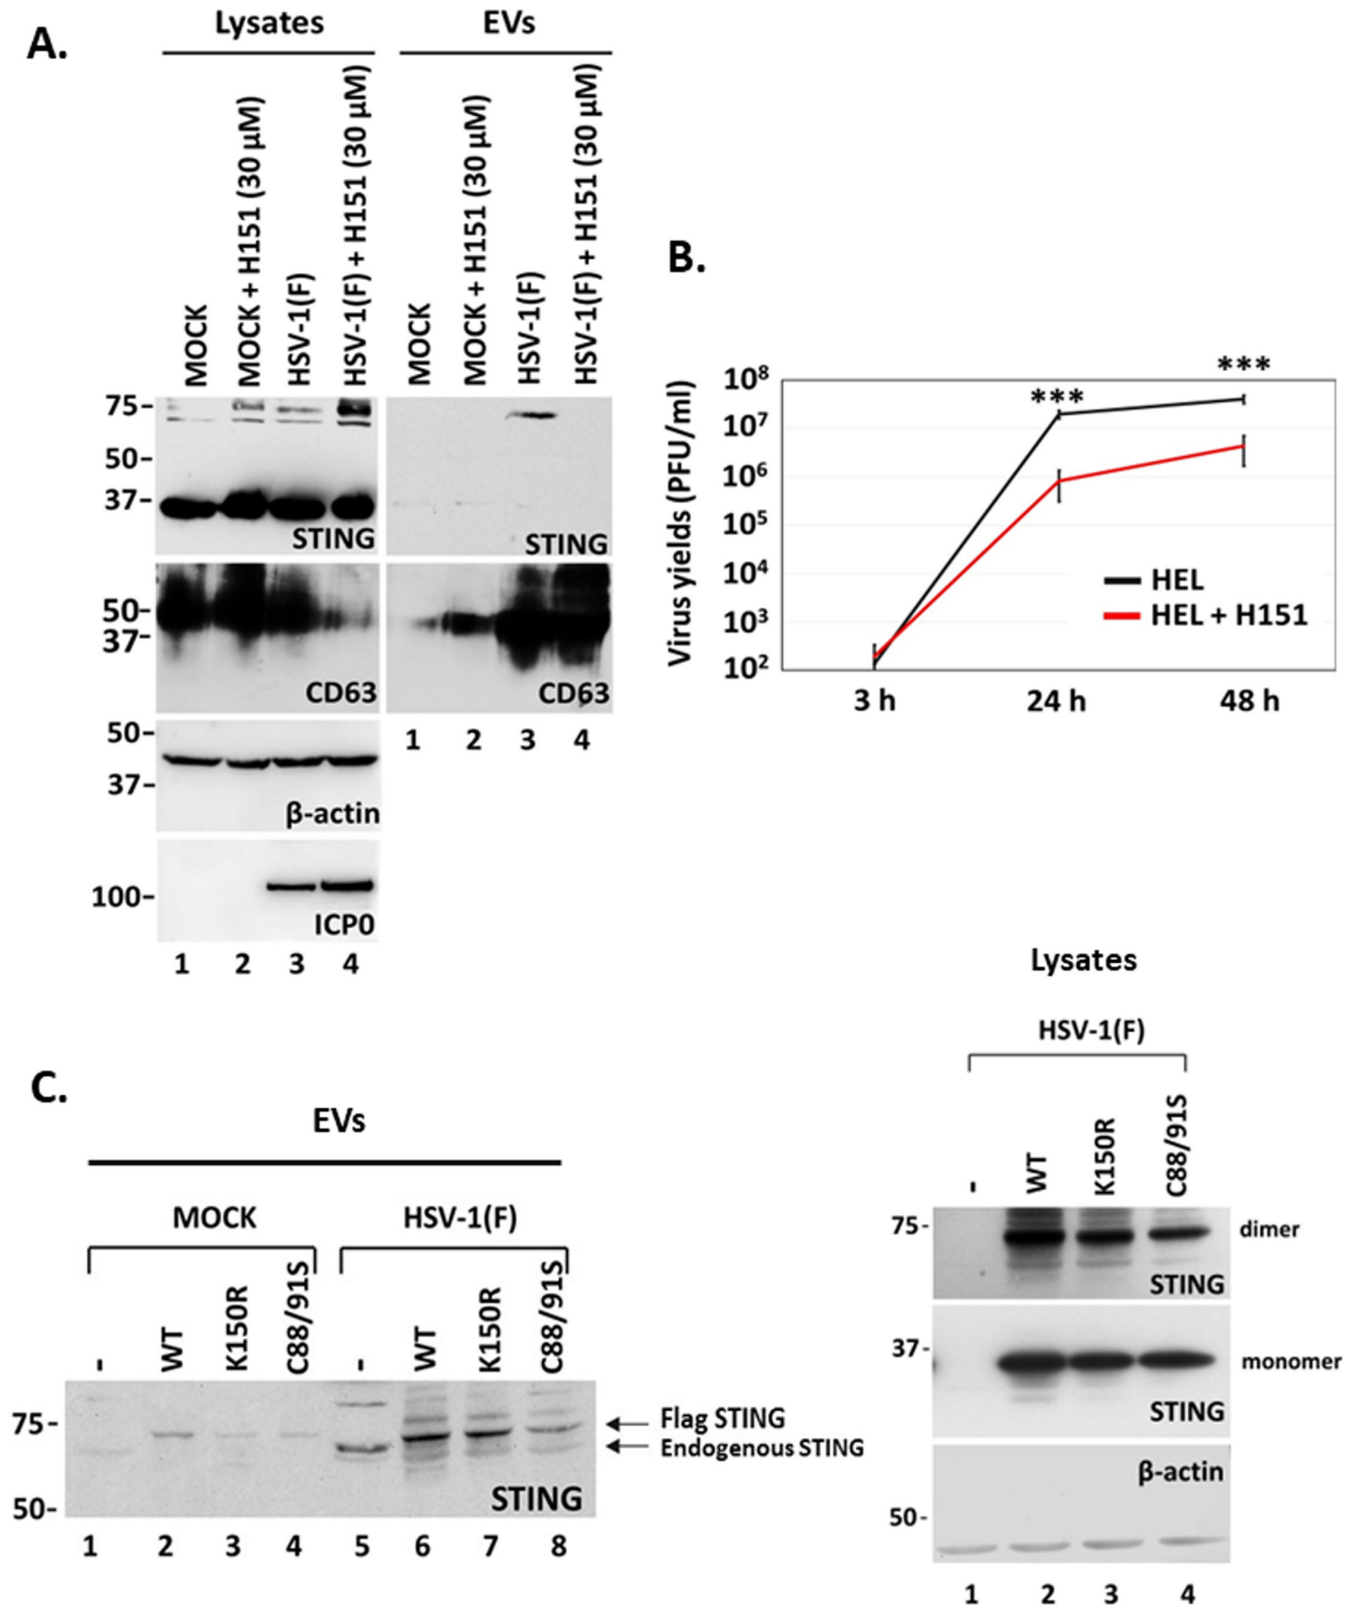 A.
Lysates
EVs
MOCK
MOCK + H151 (30 µM)
HSV-1(F)
HSV-1(F) + H151 (30 µM)
MOCK
MOCK + H151 (30 µM)
HSV-1(F)
HSV-1(F) + H151 (30 µM)
75-
50-
37-
STING
STING
50-
37-
CD63
CD63
1 2 3 4
50-
37-
β-actin
100-
ICP0
1 2 3 4
B.
Virus yields (PFU/ml)
10⁸
10⁷
10⁶
10⁵
10⁴
10³
10²
***
***
HEL
HEL + H151
3 h 24 h 48 h
C.
EVs
MOCK
HSV-1(F)
-
WT
K150R
C88/91S
-
WT
K150R
C88/91S
75-
50-
Flag STING
Endogenous STING
STING
1 2 3 4 5 6 7 8
Lysates
HSV-1(F)
-
WT
K150R
C88/91S
75-
dimer
STING
37-
monomer
STING
β-actin
50-
1 2 3 4